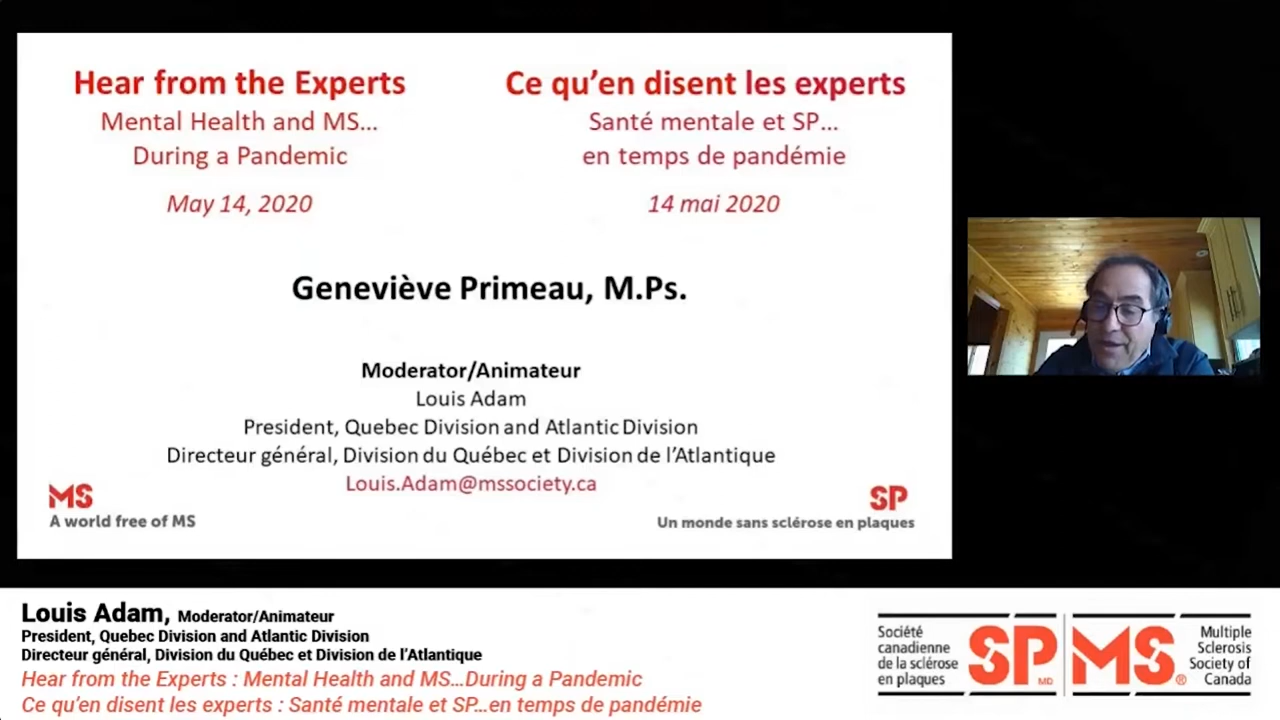 Hear from the Experts
Mental Health and MS...
During a Pandemic
May 14, 2020
Ce qu'en disent les experts
Santé mentale et SP...
en temps de pandémie
14 mai 2020
Geneviève Primeau, M.Ps.
Moderator/Animateur
Louis Adam
President, Quebec Division and Atlantic Division
Directeur général, Division du Québec et Division de l'Atlantique
Louis.Adam@mssociety.ca
MS
A world free of MS
SP
Un monde sans sclérose en plaques
Louis Adam, Moderator/Animateur
President, Quebec Division and Atlantic Division
Directeur général, Division du Québec et Division de l'Atlantique
Hear from the Experts : Mental Health and MS...During a Pandemic
Ce qu'en disent les experts : Santé mentale et SP...en temps de pandémie
Société
canadienne
de la sclérose
en plaques
SP MD
MS ®
Multiple
Sclerosis
Society of
Canada